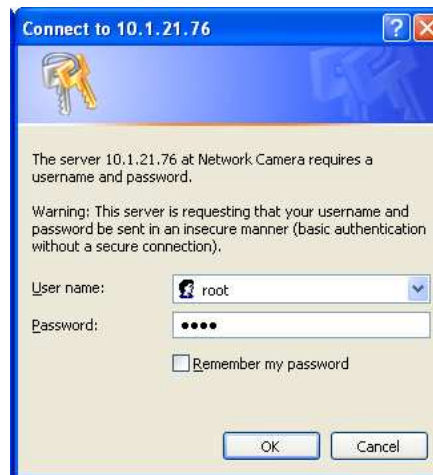 Connect to 10.1.21.76
The server 10.1.21.76 at Network Camera requires a
username and password.
Warning: This server is requesting that your username and
password be sent in an insecure manner (basic authentication
without a secure connection).
User name:
root
Password:
••••
Remember my password
OK
Cancel